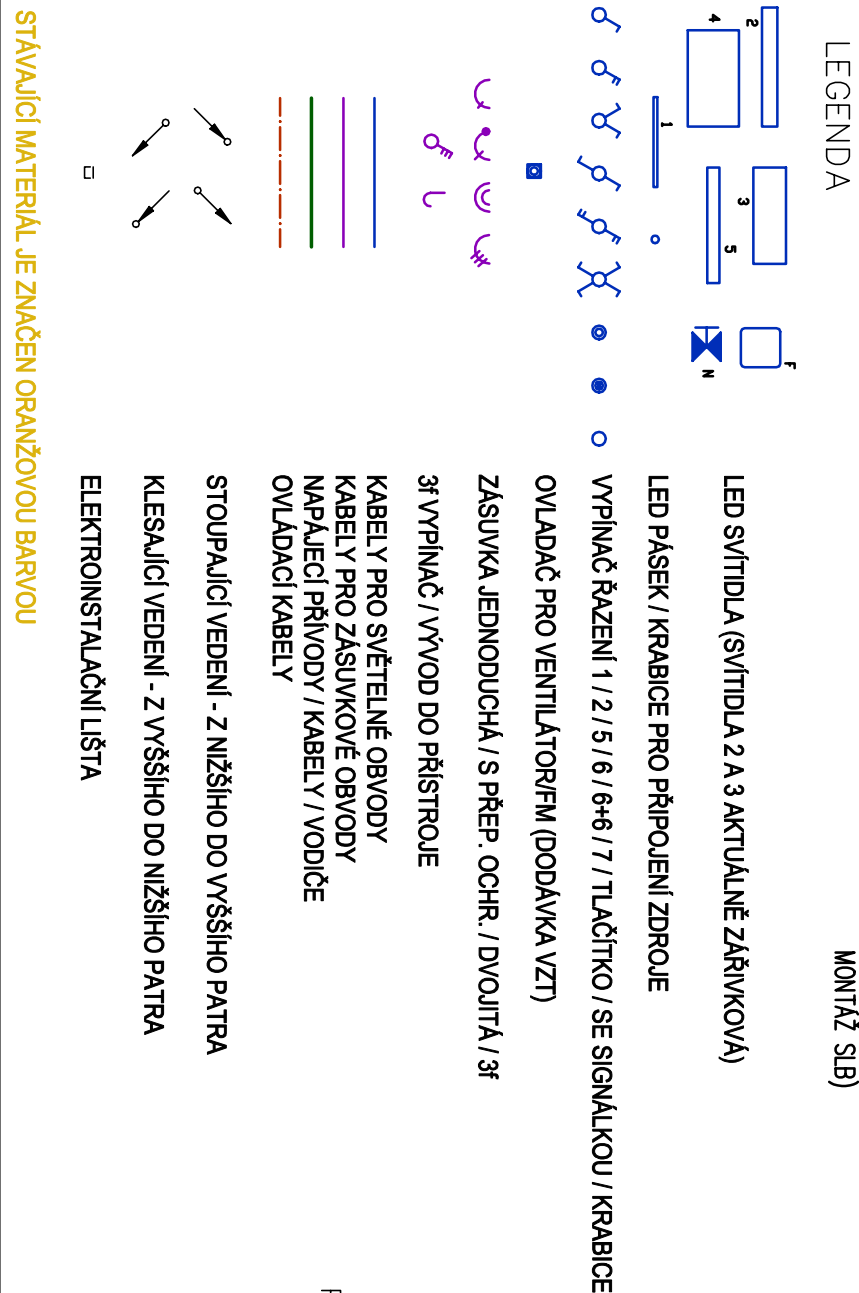 MONTÁŽ SLB)
LEGENDA
2
4
3
5
F
N
LED SVÍTIDLA (SVÍTIDLA 2 A 3 AKTUÁLNĚ ZÁŘIVKOVÁ)
1
LED PÁSEK / KRABICE PRO PŘIPOJENÍ ZDROJE
VYPÍNAČ ŘAZENÍ 1 / 2 / 5 / 6 / 6+6 / 7 / TLAČÍTKO / SE SIGNÁLKOU / KRABICE
OVLADAČ PRO VENTILÁTOR/FM (DODÁVKA VZT)
ZÁSUVKA JEDNODUCHÁ / S PŘEP. OCHR. / DVOJITÁ / 3f
3f VYPÍNAČ / VÝVOD DO PŘÍSTROJE
KABELY PRO SVĚTELNÉ OBVODY
KABELY PRO ZÁSUVKOVÉ OBVODY
NAPÁJECÍ PŘÍVODY / KABELY / VODIČE
OVLÁDACÍ KABELY
STOUPAJÍCÍ VEDENÍ - Z NIŽŠÍHO DO VYŠŠÍHO PATRA
KLESAJÍCÍ VEDENÍ - Z VYŠŠÍHO DO NIŽŠÍHO PATRA
ELEKTROINSTALAČNÍ LIŠTA
STÁVAJÍCÍ MATERIÁL JE ZNAČEN ORANŽOVOU BARVOU